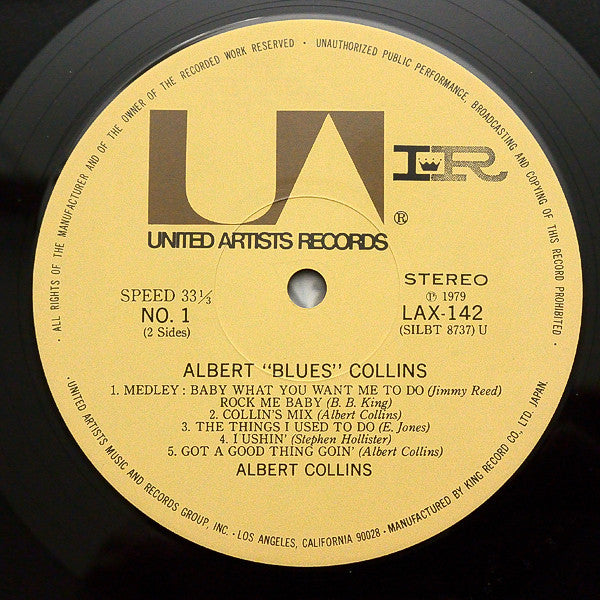 · ALL RIGHTS OF THE MANUFACTURER AND OF THE OWNER OF THE RECORDED WORK RESERVED · UNAUTHORIZED PUBLIC PERFORMANCE, BROADCASTING AND COPYING OF THIS RECORD PROHIBITED ·
UA
IR
®
UNITED ARTISTS RECORDS
SPEED 33⅓
NO. 1
(2 Sides)
STEREO
Ⓟ 1979
LAX-142
(SILBT 8737) U
ALBERT "BLUES" COLLINS
1. MEDLEY : BABY WHAT YOU WANT ME TO DO (Jimmy Reed)
ROCK ME BABY (B. B. King)
2. COLLIN'S MIX (Albert Collins)
3. THE THINGS I USED TO DO (E. Jones)
4. I USHIN' (Stephen Hollister)
5. GOT A GOOD THING GOIN' (Albert Collins)
ALBERT COLLINS
· UNITED ARTISTS MUSIC AND RECORDS GROUP, INC. · LOS ANGELES, CALIFORNIA 90028 · MANUFACTURED BY KING RECORD CO., LTD. JAPAN.